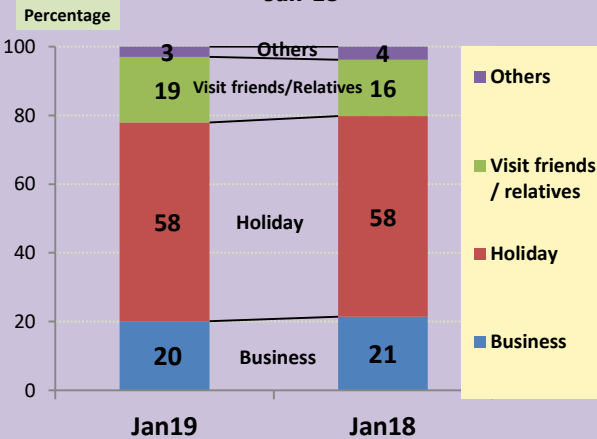 Percentage
100
80
60
40
20
0
3 Others 4
19 Visit friends/Relatives 16
58 Holiday 58
20 Business 21
Jan19 Jan18
Others
Visit friends
/ relatives
Holiday
Business